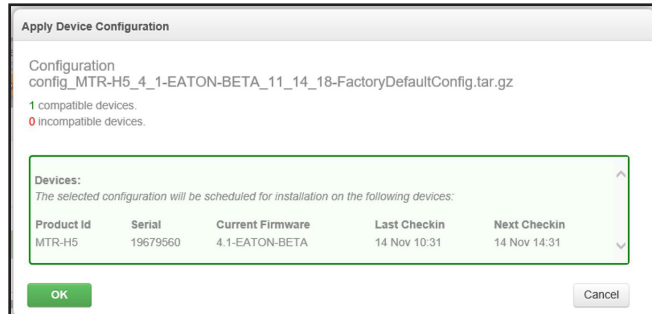 Apply Device Configuration
Configuration
config_MTR-H5_4_1-EATON-BETA_11_14_18-FactoryDefaultConfig.tar.gz
1 compatible devices.
0 incompatible devices.
Devices:
The selected configuration will be scheduled for installation on the following devices:
Product Id Serial Current Firmware Last Checkin Next Checkin
MTR-H5 19679560 4.1-EATON-BETA 14 Nov 10:31 14 Nov 14:31
OK Cancel